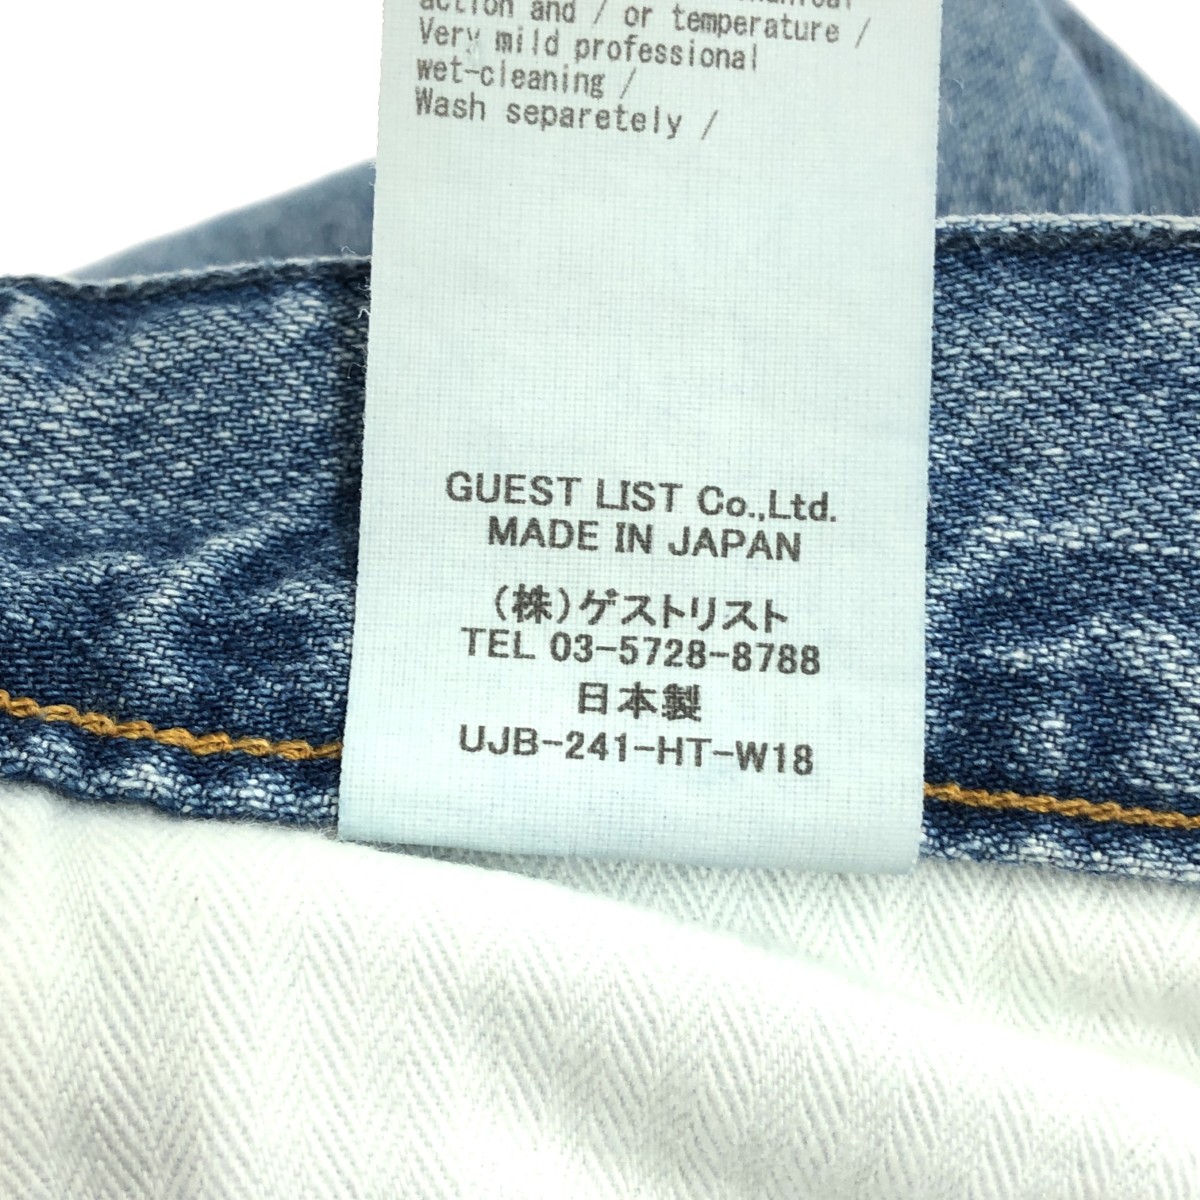 action and / or temperature /
Very mild professional
wet-cleaning /
Wash separetely /
GUEST LIST Co.,Ltd.
MADE IN JAPAN
(株)ゲストリスト
TEL 03-5728-8788
日本製
UJB-241-HT-W18